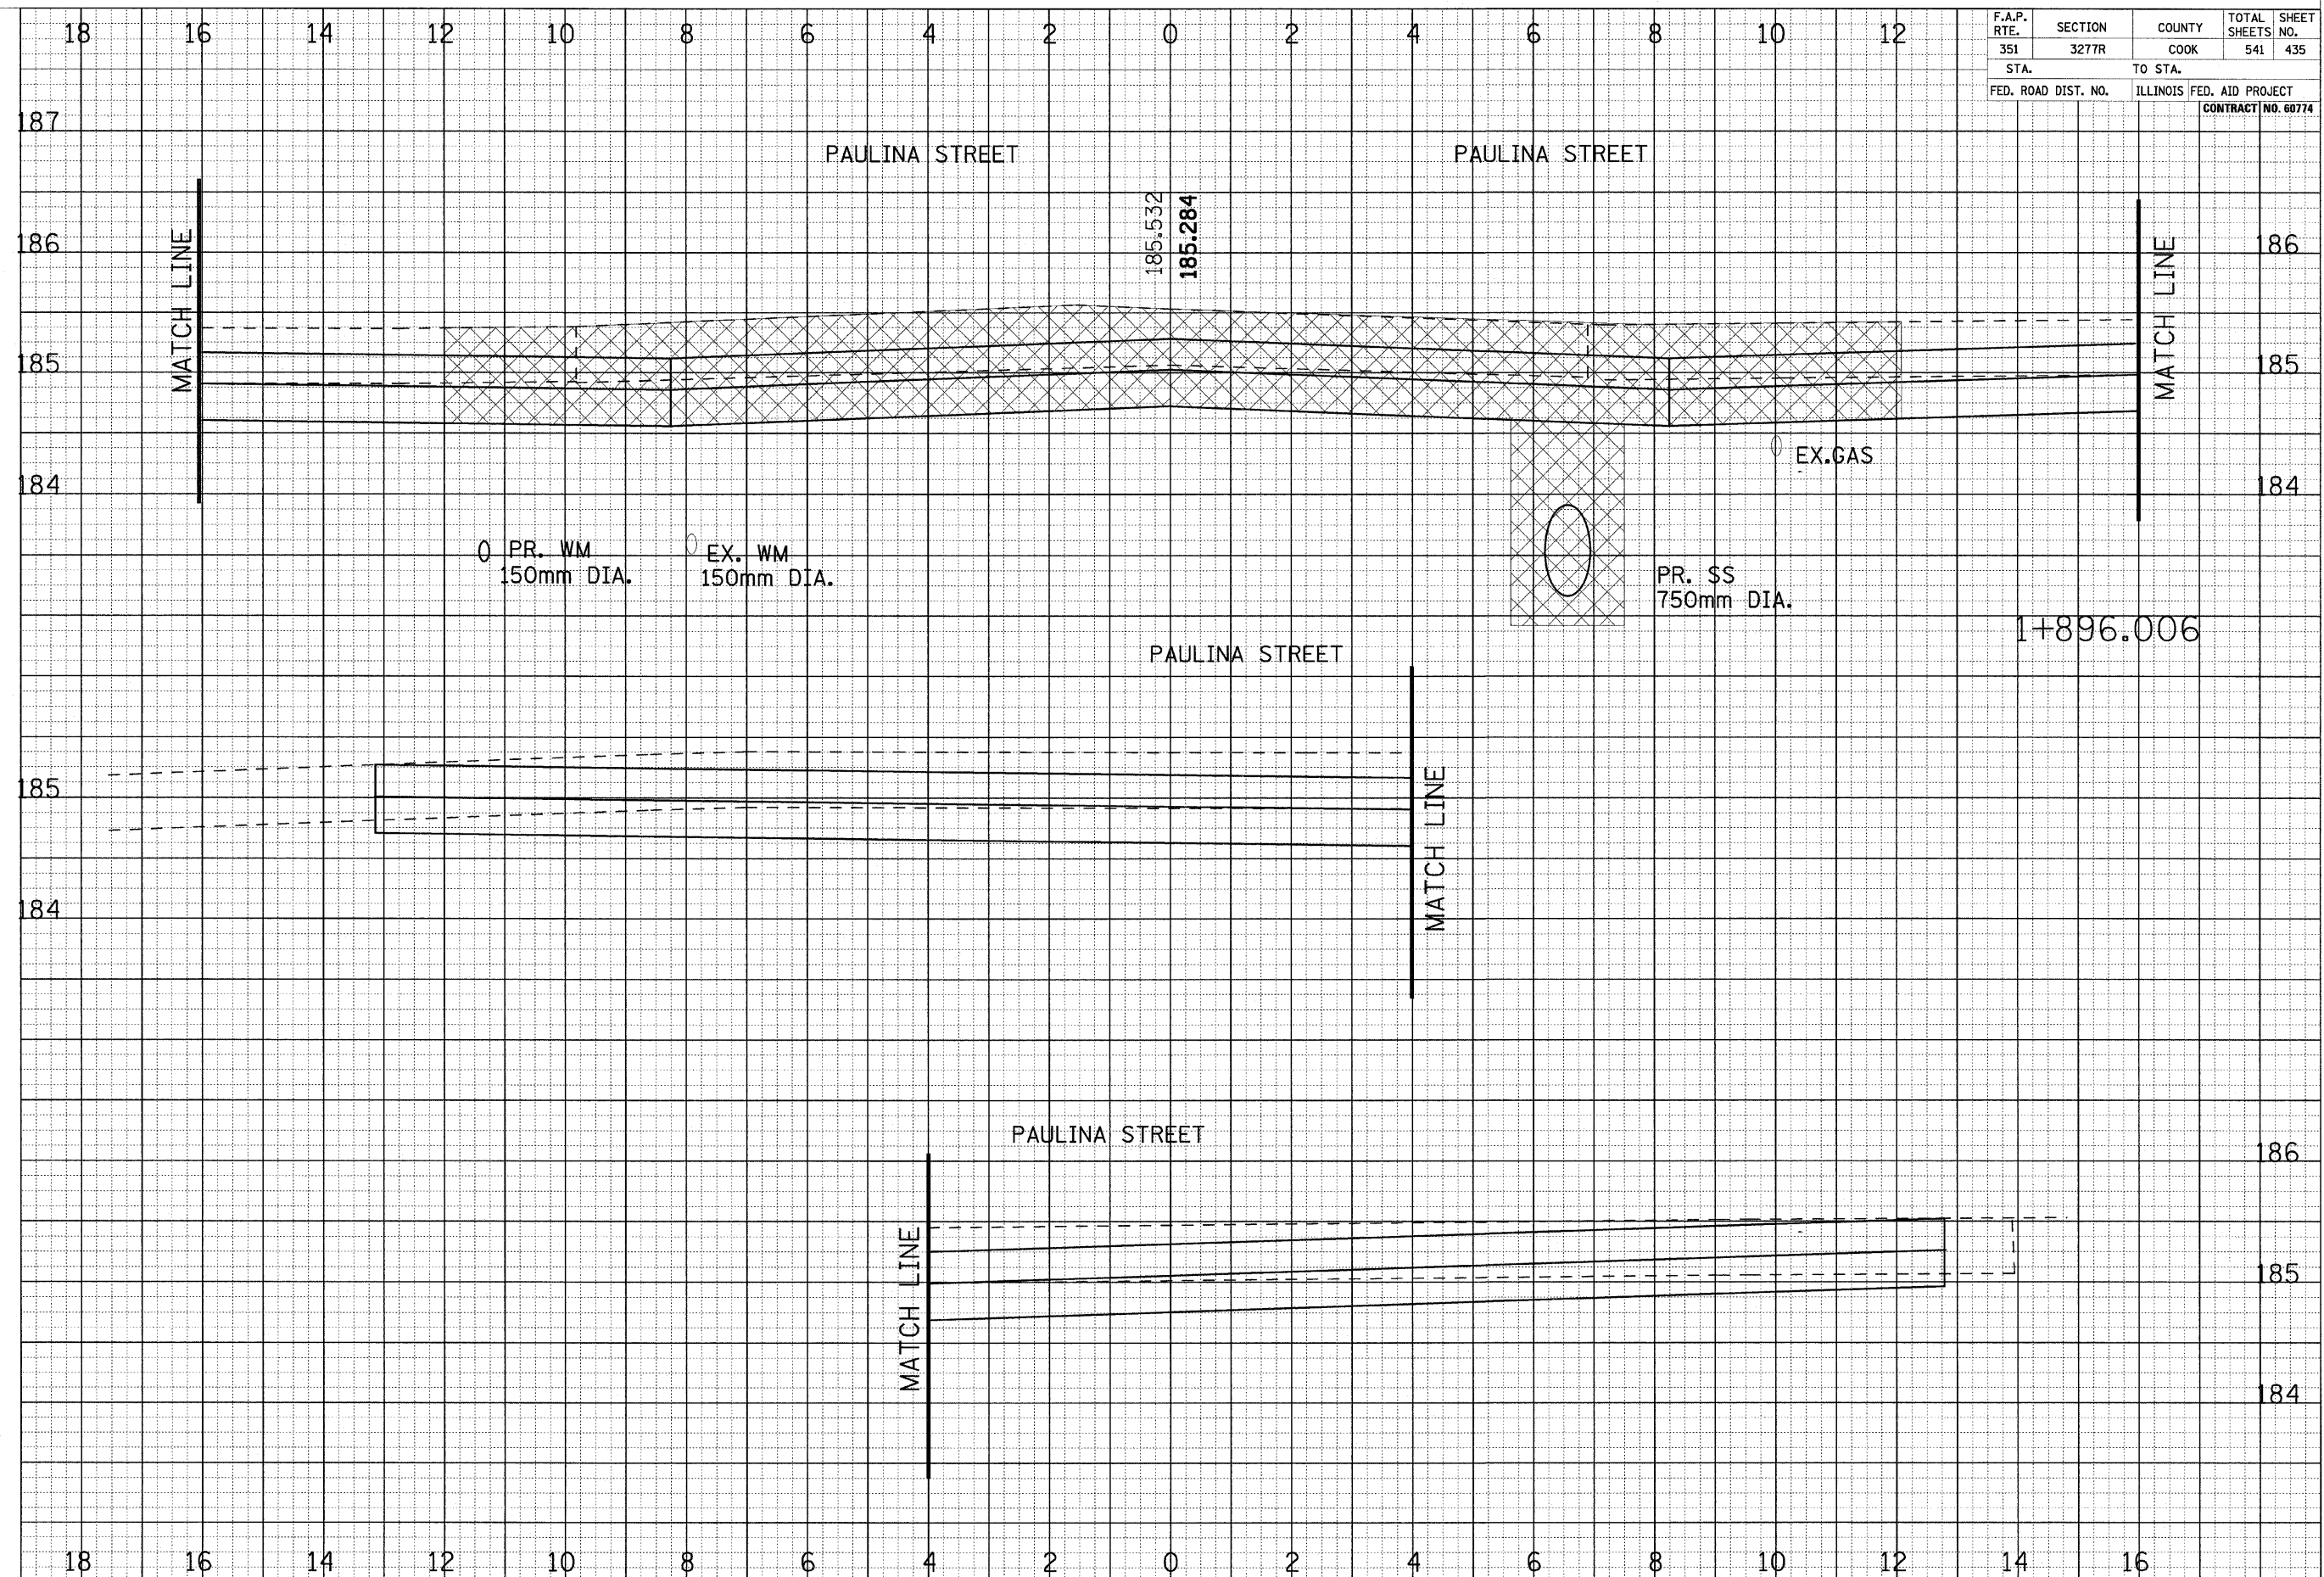 18 16 14 12 10 8 6 4 2 0 2 4 6 8 10 12
F.A.P. RTE. SECTION COUNTY TOTAL SHEETS SHEET NO.
351 3277R COOK 541 435
STA. TO STA.
FED. ROAD DIST. NO. ILLINOIS FED. AID PROJECT
CONTRACT NO. 60774
187
PAULINA STREET PAULINA STREET
185.532
185.284
186 186
MATCH LINE MATCH LINE
185 185
EX.GAS
184 184
PR. WM
150mm DIA.
EX. WM
150mm DIA.
PR. SS
750mm DIA.
1+896.006
PAULINA STREET
185
MATCH LINE
184
PAULINA STREET
186
MATCH LINE
185
184
18 16 14 12 10 8 6 4 2 0 2 4 6 8 10 12 14 16